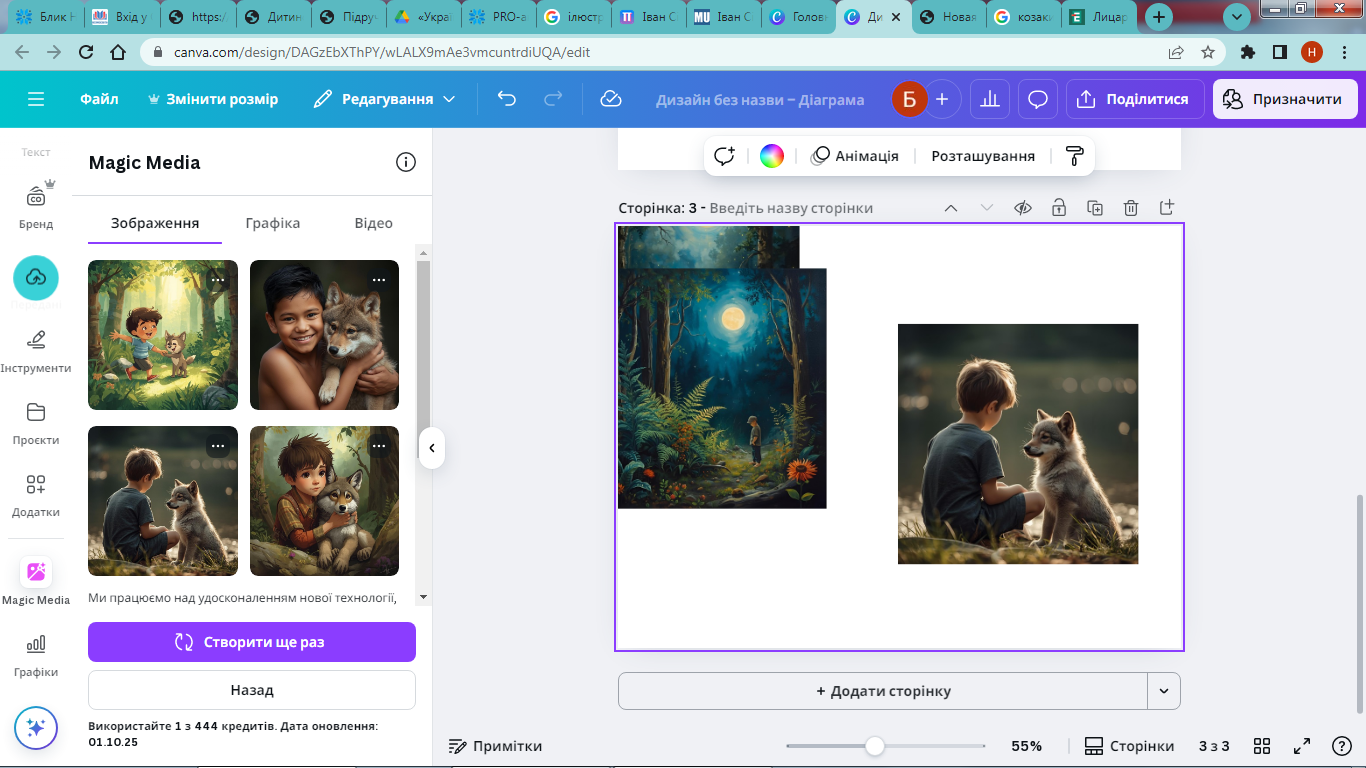 Блик Н
Вхід у
https:/
Дитин
Підруч
«Украї
PRO-а
ілюстр
Іван С
MU
Іван С
Голов
Ди
Новая
козак
Лицар
canva.com/design/DAGzEbXThPY/wLALX9mAe3vmcuntrdiUQA/edit
Н
Файл
Змінити розмір
Редагування
Дизайн без назви – Діаграма
Б
+
Поділитися
Призначити
Текст
Бренд
Інструменти
Проєкти
Додатки
Magic Media
Графіки
Magic Media
Зображення
Графіка
Відео
Ми працюємо над удосконаленням нової технології,
Створити ще раз
Назад
Використайте 1 з 444 кредитів. Дата оновлення:
01.10.25
Анімація
Розташування
Сторінка: 3 - Введіть назву сторінки
+ Додати сторінку
Примітки
55%
Сторінки
3 з 3